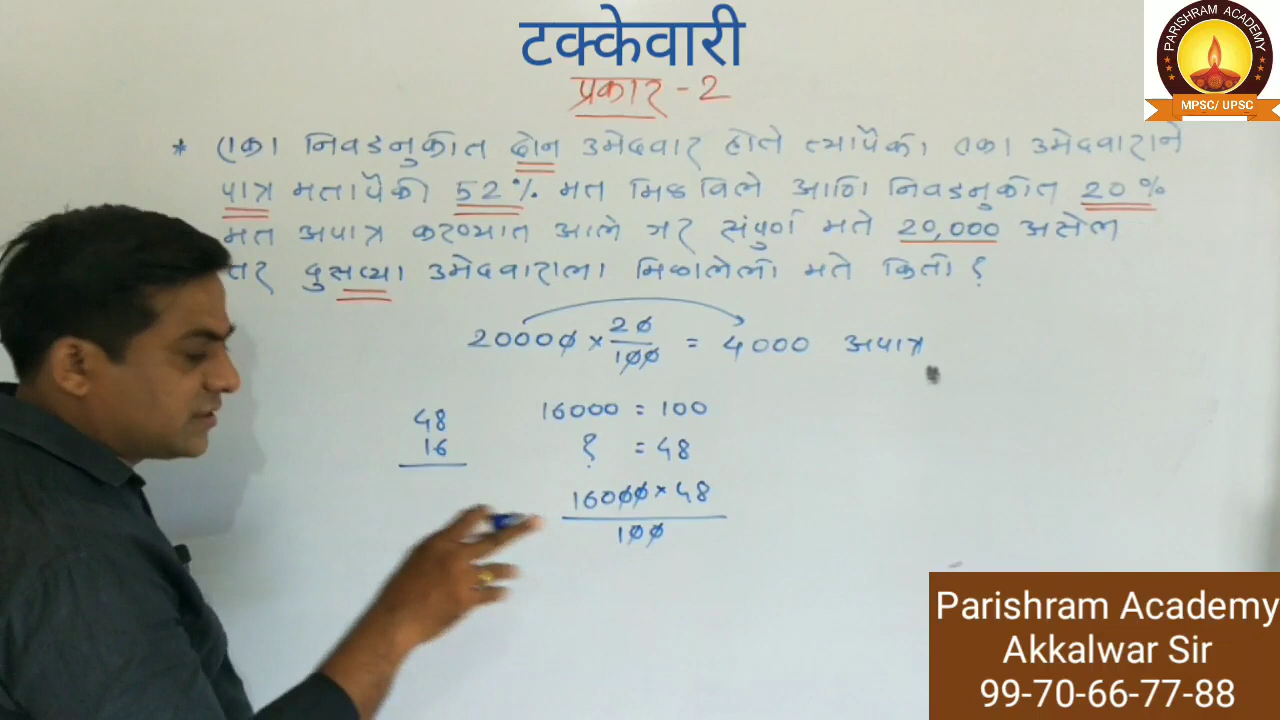 टक्केवारी
प्रकार - 2
* एका निवडनुकीत दोन उमेदवार होते त्यापैकी एका उमेदवाराने
पात्र मतापैकी 52% मत मिळविले आणि निवडनुकीत 20%
मत अपात्र करण्यात आले जर संपुर्ण मते 20,000 असेल
तर दुसऱ्या उमेदवाराला मिळालेली मते किती ?
20000 × 20/100 = 4000 अपात्र
48
16
16000 = 100
? = 48
16000 × 48
100
PARISHRAM ACADEMY
MPSC/ UPSC
Parishram Academy
Akkalwar Sir
99-70-66-77-88